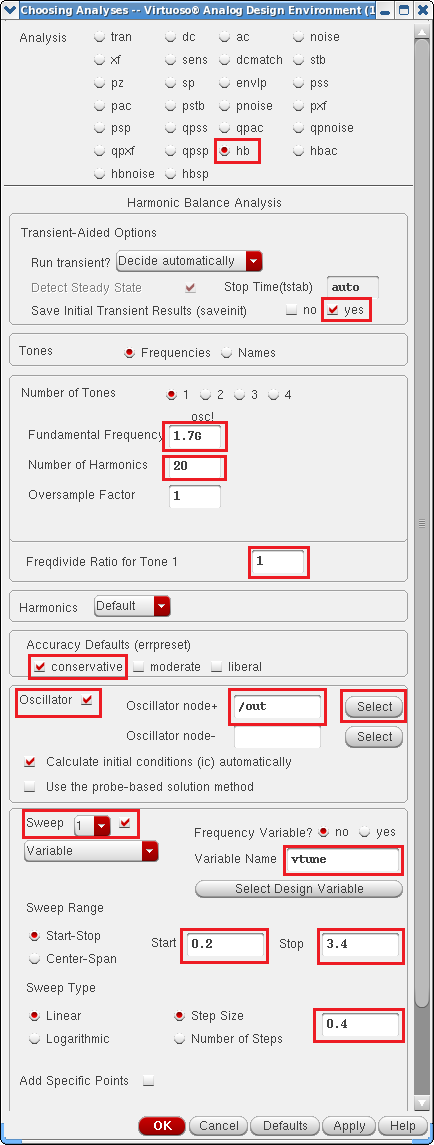 Choosing Analyses -- Virtuoso® Analog Design Environment (1
Analysis tran dc ac noise
xf sens dcmatch stb
pz sp envlp pss
pac pstb pnoise pxf
psp qpss qpac qpnoise
qpxf qpsp hb hbac
hbnoise hbsp
Harmonic Balance Analysis
Transient-Aided Options
Run transient? Decide automatically
Detect Steady State Stop Time(tstab) auto
Save Initial Transient Results (saveinit) no yes
Tones Frequencies Names
Number of Tones 1 2 3 4
osc!
Fundamental Frequency 1.7G
Number of Harmonics 20
Oversample Factor 1
Freqdivide Ratio for Tone 1 1
Harmonics Default
Accuracy Defaults (errpreset)
conservative moderate liberal
Oscillator Oscillator node+ /out Select
Oscillator node- Select
Calculate initial conditions (ic) automatically
Use the probe-based solution method
Sweep 1 Frequency Variable? no yes
Variable Variable Name vtune
Select Design Variable
Sweep Range
Start-Stop Start 0.2 Stop 3.4
Center-Span
Sweep Type
Linear Step Size 0.4
Logarithmic Number of Steps
Add Specific Points
OK Cancel Defaults Apply Help